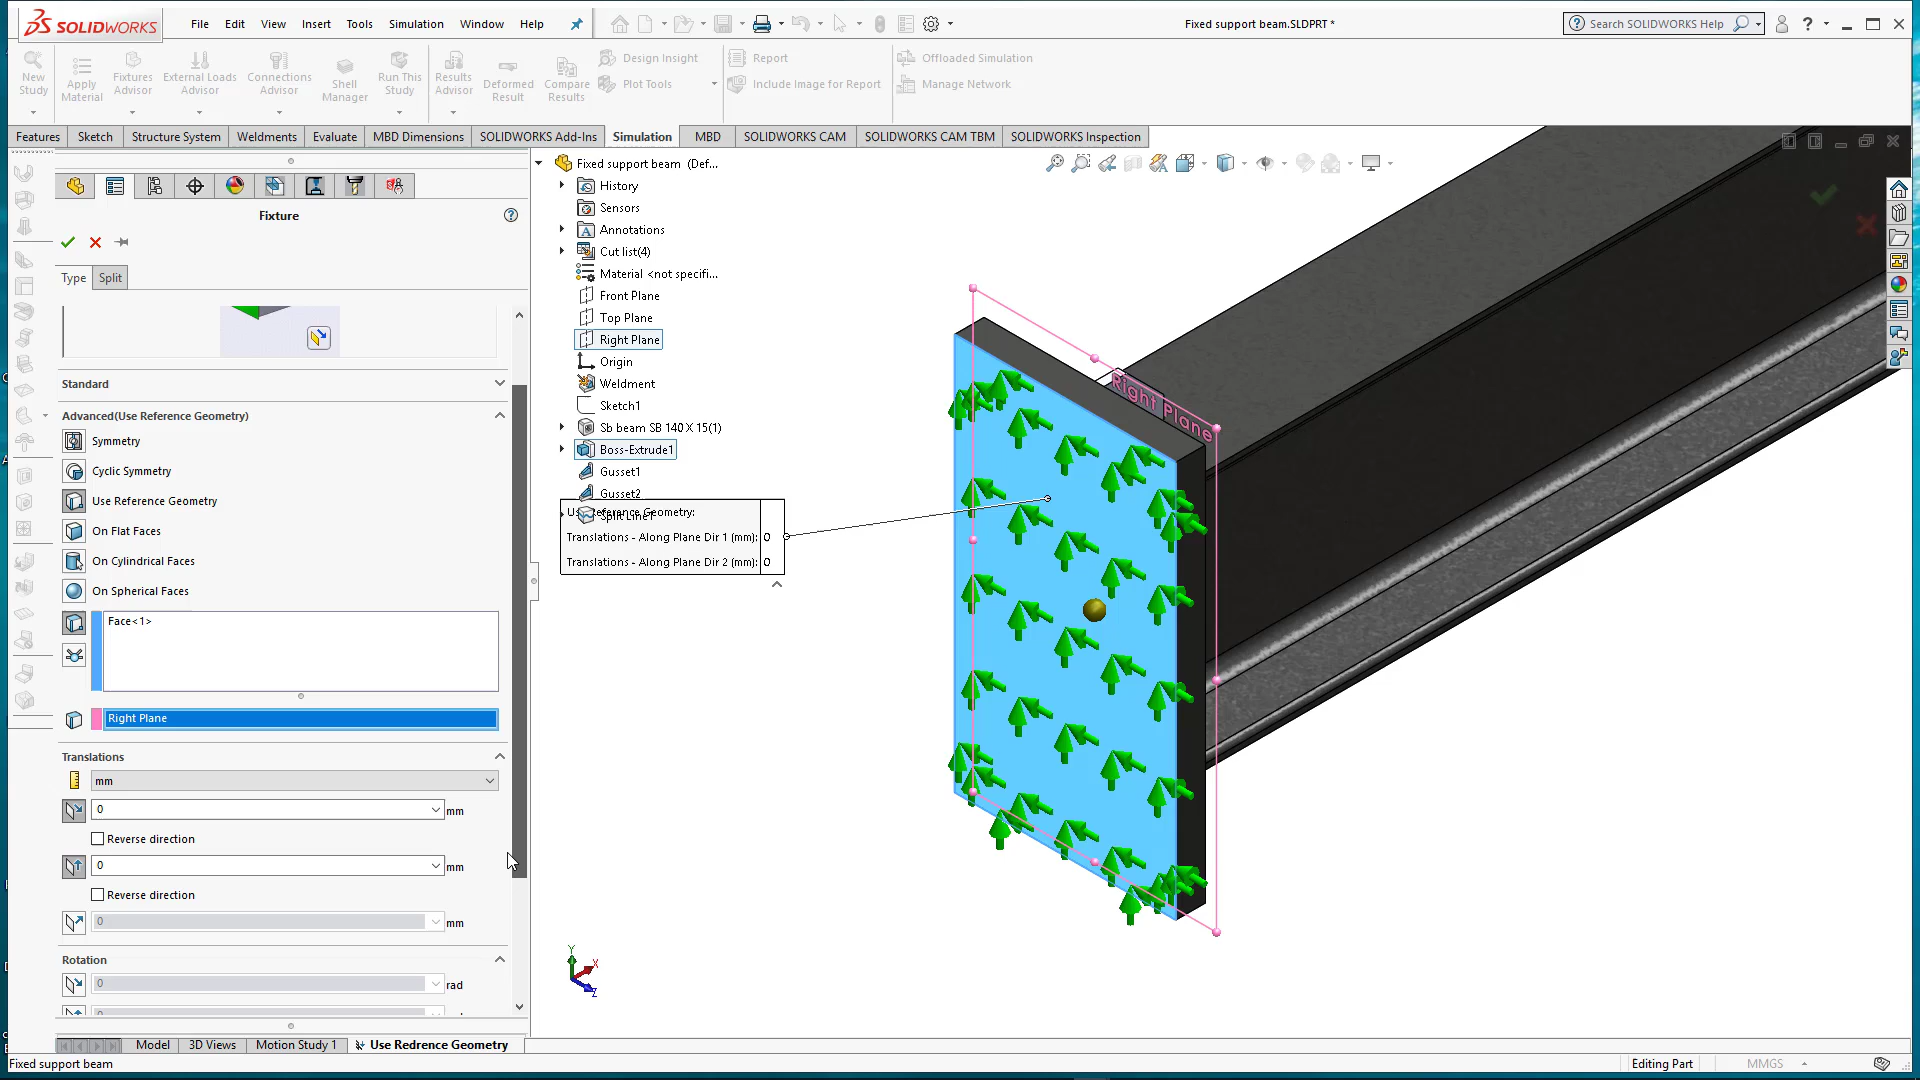 SOLIDWORKS
File Edit View Insert Tools Simulation Window Help
Fixed support beam.SLDPRT *
Search SOLIDWORKS Help
New Study
Apply Material
Fixtures Advisor
External Loads Advisor
Connections Advisor
Shell Manager
Run This Study
Results Advisor
Deformed Result
Compare Results
Design Insight
Plot Tools
Report
Include Image for Report
Offloaded Simulation
Manage Network
Features Sketch Structure System Weldments Evaluate MBD Dimensions SOLIDWORKS Add-Ins Simulation MBD SOLIDWORKS CAM SOLIDWORKS CAM TBM SOLIDWORKS Inspection
Fixture
Type Split
Standard
Advanced(Use Reference Geometry)
Symmetry
Cyclic Symmetry
Use Reference Geometry
On Flat Faces
On Cylindrical Faces
On Spherical Faces
Face<1>
Right Plane
Translations
mm
0 mm
Reverse direction
0 mm
Reverse direction
0 mm
Rotation
0 rad
Fixed support beam (Def...
History
Sensors
Annotations
Cut list(4)
Material <not specifi...
Front Plane
Top Plane
Right Plane
Origin
Weldment
Sketch1
Sb beam SB 140 X 15(1)
Boss-Extrude1
Gusset1
Gusset2
Split Line1
Use Reference Geometry:
Translations - Along Plane Dir 1 (mm): 0
Translations - Along Plane Dir 2 (mm): 0
Right Plane
Y
X
Z
Model 3D Views Motion Study 1 Use Redrence Geometry
Fixed support beam
Editing Part
MMGS